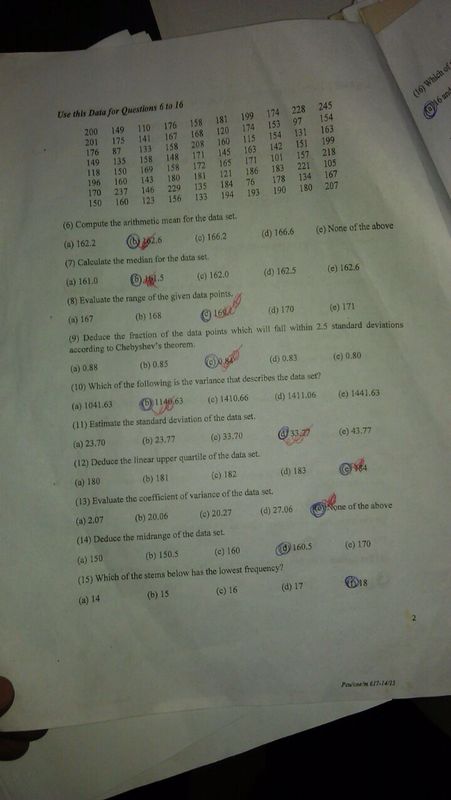 Use this Data for Questions 6 to 16
200 149 110 176 158 181 199 174 228 245
201 175 141 167 168 120 174 153 97 154
176 87 133 158 208 160 115 154 131 163
149 135 158 148 171 145 163 142 151 199
118 150 169 158 172 165 171 101 157 218
196 160 143 180 181 121 186 183 221 105
170 237 146 229 135 184 76 178 134 167
150 160 123 156 133 194 193 190 180 207
(6) Compute the arithmetic mean for the data set.
(a) 162.2 (b) 162.6 (c) 166.2 (d) 166.6 (e) None of the above
(7) Calculate the median for the data set.
(a) 161.0 (b) 161.5 (c) 162.0 (d) 162.5 (e) 162.6
(8) Evaluate the range of the given data points.
(a) 167 (b) 168 (c) 169 (d) 170 (e) 171
(9) Deduce the fraction of the data points which will fall within 2.5 standard deviations
according to Chebyshev's theorem.
(a) 0.88 (b) 0.85 (c) 0.84 (d) 0.83 (e) 0.80
(10) Which of the following is the variance that describes the data set?
(a) 1041.63 (b) 1140.63 (c) 1410.66 (d) 1411.06 (e) 1441.63
(11) Estimate the standard deviation of the data set.
(a) 23.70 (b) 23.77 (c) 33.70 (d) 33.77 (e) 43.77
(12) Deduce the linear upper quartile of the data set.
(a) 180 (b) 181 (c) 182 (d) 183 (e) 184
(13) Evaluate the coefficient of variance of the data set.
(a) 2.07 (b) 20.06 (c) 20.27 (d) 27.06 (e) None of the above
(14) Deduce the midrange of the data set.
(a) 150 (b) 150.5 (c) 160 (d) 160.5 (e) 170
(15) Which of the stems below has the lowest frequency?
(a) 14 (b) 15 (c) 16 (d) 17 18
2
(16) Which of
16 and